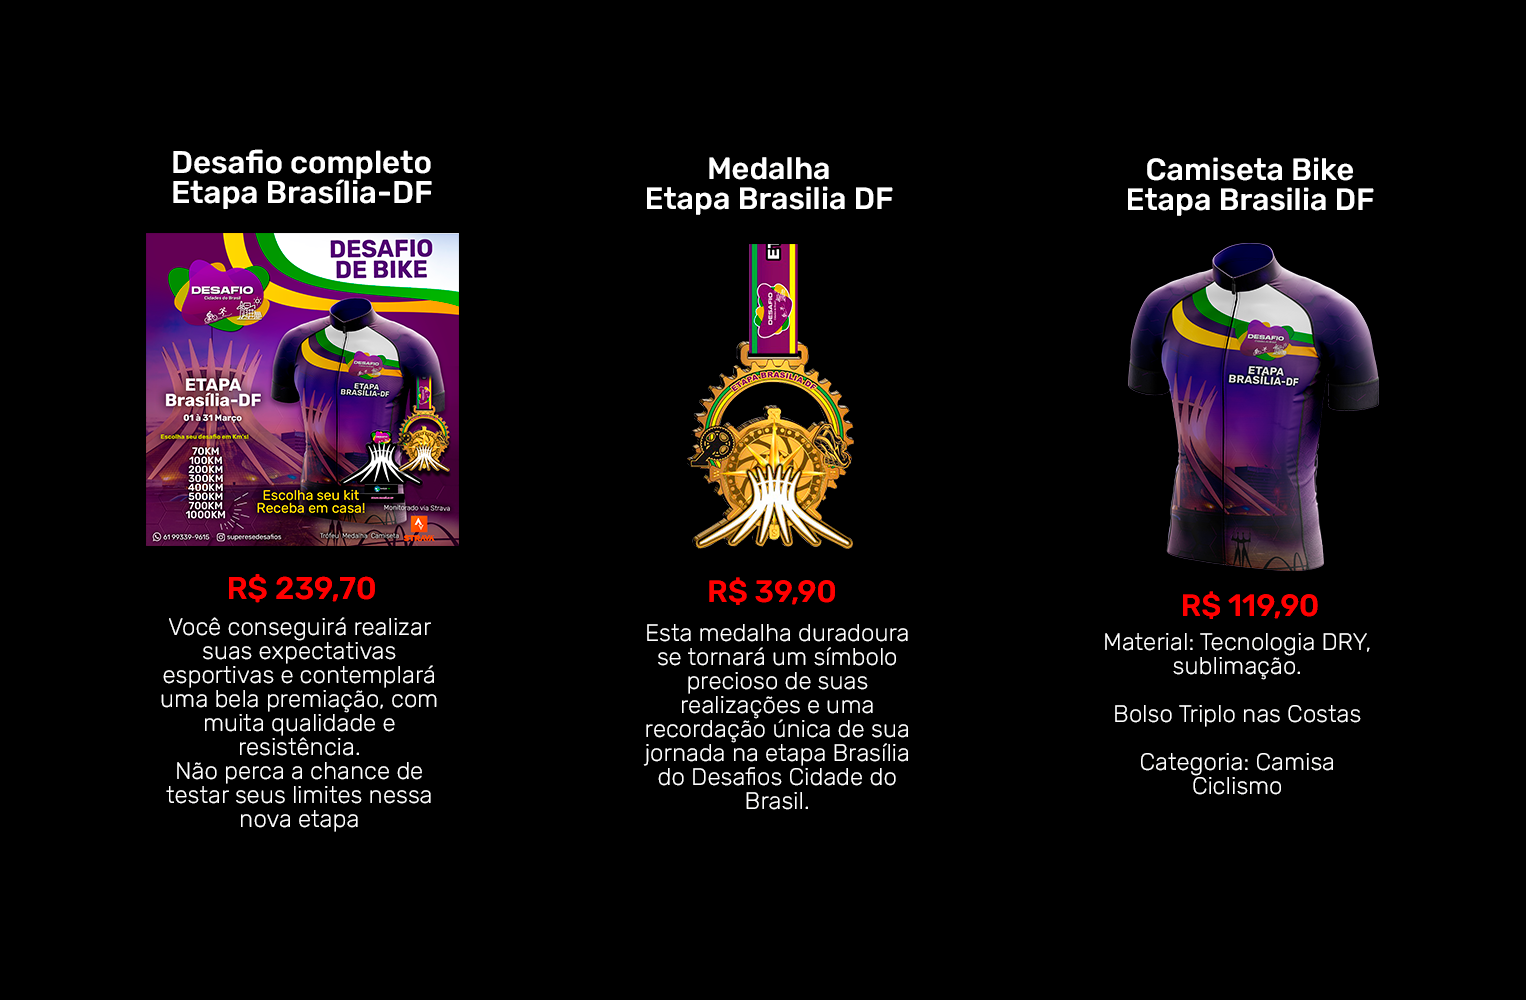 Desafio completo
Etapa Brasília-DF
DESAFIO
DE BIKE
DESAFIO
Cidades do Brasil
DESAFIO
ETAPA
BRASÍLIA-DF
ETAPA
Brasília-DF
01 à 31 Março
Escolha seu desafio em Km's!
70KM
100KM
200KM
300KM
400KM
500KM
700KM
1000KM
Escolha seu kit
Receba em casa!
Monitorado via Strava
61 99339-9615
superesedesafios
Troféu Medalha Camiseta
STRAVA
R$ 239,70
Você conseguirá realizar
suas expectativas
esportivas e contemplará
uma bela premiação, com
muita qualidade e
resistência.
Não perca a chance de
testar seus limites nessa
nova etapa
Medalha
Etapa Brasilia DF
DESAFIO
ETAPA BRASILIA DF
R$ 39,90
Esta medalha duradoura
se tornará um símbolo
precioso de suas
realizações e uma
recordação única de sua
jornada na etapa Brasília
do Desafios Cidade do
Brasil.
Camiseta Bike
Etapa Brasilia DF
DESAFIO
ETAPA
BRASÍLIA-DF
R$ 119,90
Material: Tecnologia DRY,
sublimação.
Bolso Triplo nas Costas
Categoria: Camisa
Ciclismo